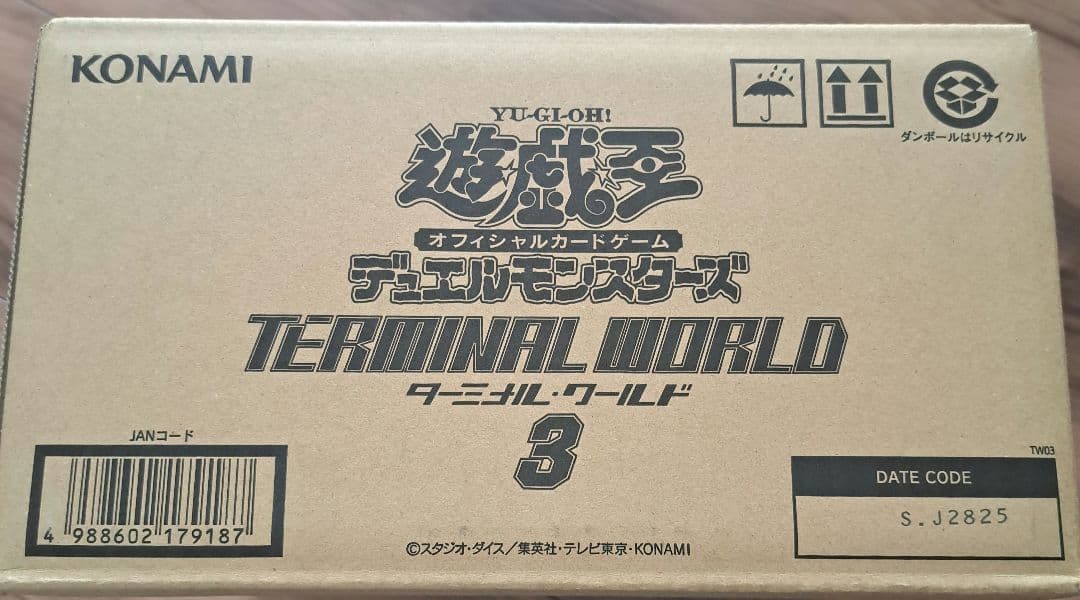 KONAMI
ダンボールはリサイクル
YU-GI-OH!
遊戯王
オフィシャルカードゲーム
デュエルモンスターズ
TERMINAL WORLD
ターミナル・ワールド
3
JANコード
4 988602 179187
TW03
DATE CODE
S.J2825
©スタジオ・ダイス/集英社・テレビ東京・KONAMI